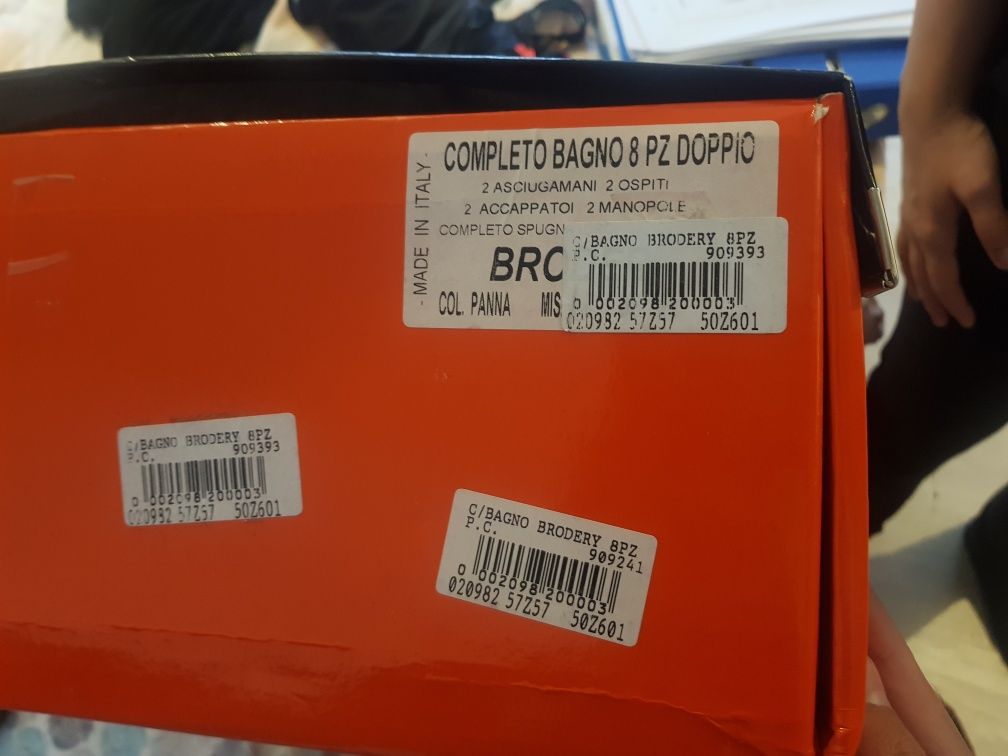 COMPLETO BAGNO 8 PZ DOPPIO
2 ASCIUGAMANI 2 OSPITI
2 ACCAPPATOI 2 MANOPOLE
COMPLETO SPUGN
BRO
COL. PANNA MIS
- MADE IN ITALY -
C/BAGNO BRODERY 8PZ
P.C. 909393
0 002098 200003
020982 57Z57 50Z601
C/BAGNO BRODERY 8PZ
P.C. 909393
0 002098 200003
020982 57Z57 50Z601
C/BAGNO BRODERY 8PZ
P.C. 909241
0 002098 200003
020982 57Z57 50Z601